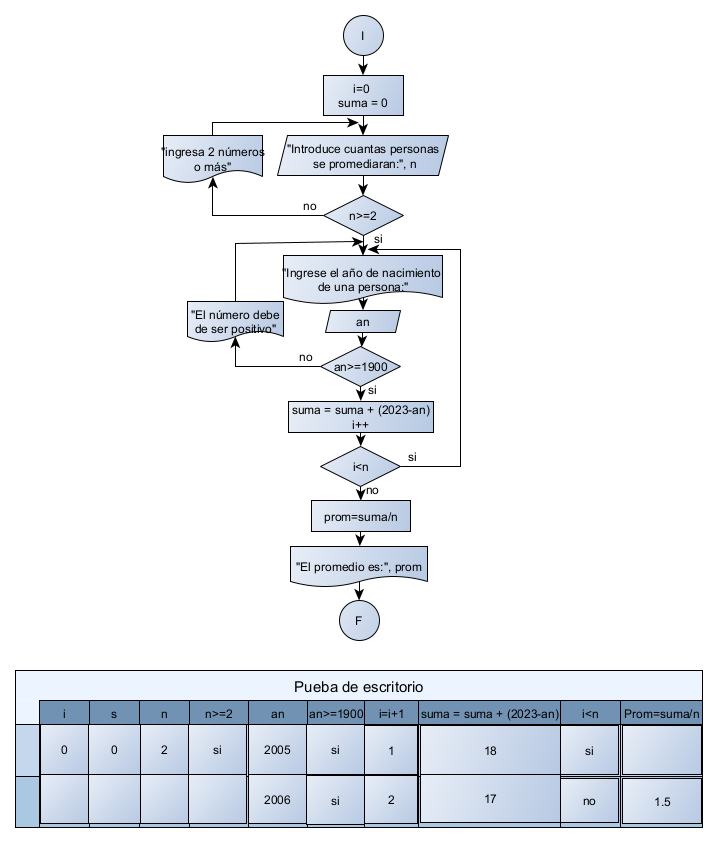 I
i=0
suma = 0
"ingresa 2 números
o más"
"Introduce cuantas personas
se promediaran:", n
no
n>=2
si
"Ingrese el año de nacimiento
de una persona:"
"El número debe
de ser positivo"
an
no
an>=1900
si
suma = suma + (2023-an)
i++
i<n
si
no
prom=suma/n
"El promedio es:", prom
F
Pueba de escritorio
i s n n>=2 an an>=1900 i=i+1 suma = suma + (2023-an) i<n Prom=suma/n
0 0 2 si 2005 si 1 18 si
2006 si 2 17 no 1.5